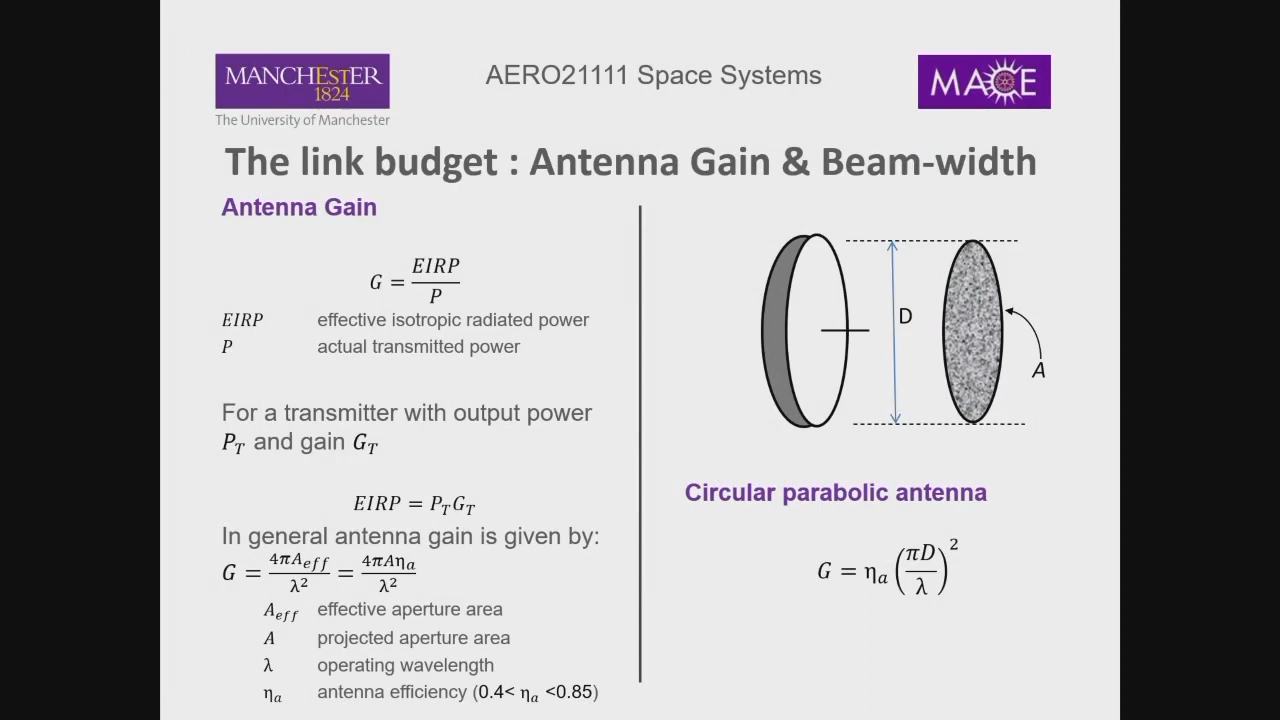 MANCHESTER
1824
The University of Manchester
AERO21111 Space Systems
MACE
The link budget : Antenna Gain & Beam-width
Antenna Gain
G = EIRP / P
EIRP effective isotropic radiated power
P actual transmitted power
For a transmitter with output power
P_T and gain G_T
EIRP = P_T G_T
In general antenna gain is given by:
G = 4πA_eff / λ² = 4πAη_a / λ²
A_eff effective aperture area
A projected aperture area
λ operating wavelength
η_a antenna efficiency (0.4< η_a <0.85)
D
A
Circular parabolic antenna
G = η_a (πD / λ)²